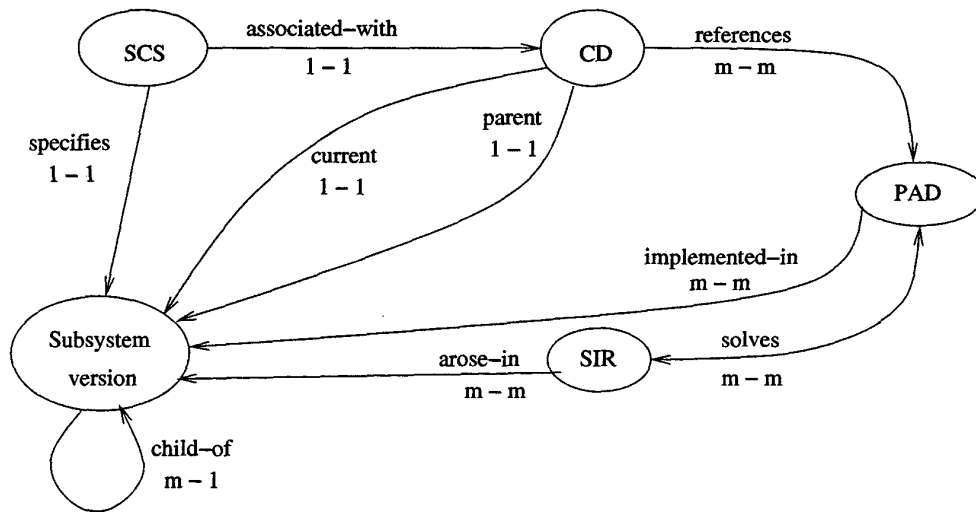 SCS
associated–with
1 – 1
CD
references
m – m
specifies
1 – 1
current
1 – 1
parent
1 – 1
PAD
implemented–in
m – m
Subsystem
version
arose–in
m – m
SIR
solves
m – m
child–of
m – 1